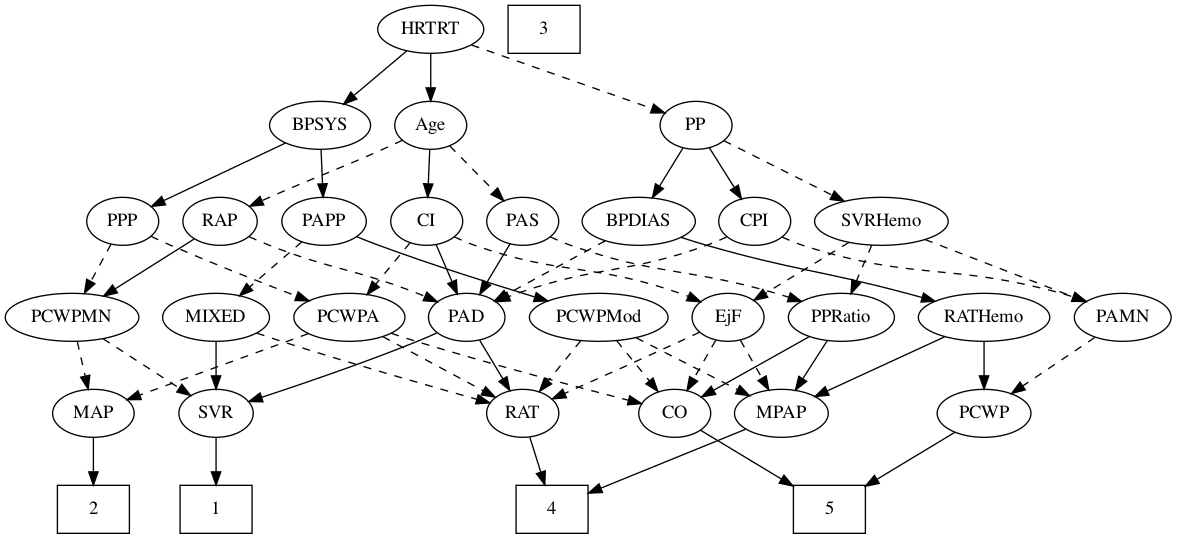 HRTRT
3
BPSYS
Age
PP
PPP
RAP
PAPP
CI
PAS
BPDIAS
CPI
SVRHemo
PCWPMN
MIXED
PCWPA
PAD
PCWPMod
EjF
PPRatio
RATHemo
PAMN
MAP
SVR
RAT
CO
MPAP
PCWP
2
1
4
5